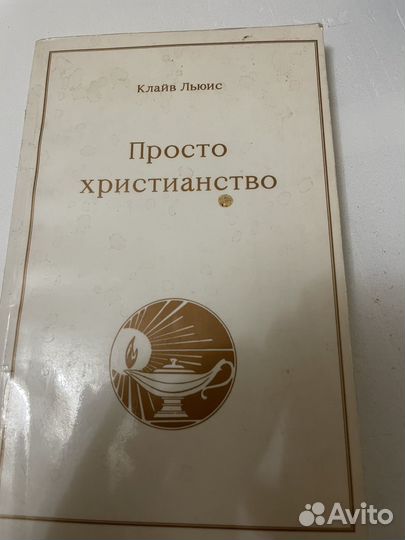 Клайв Льюис
Просто
христианство
Avito